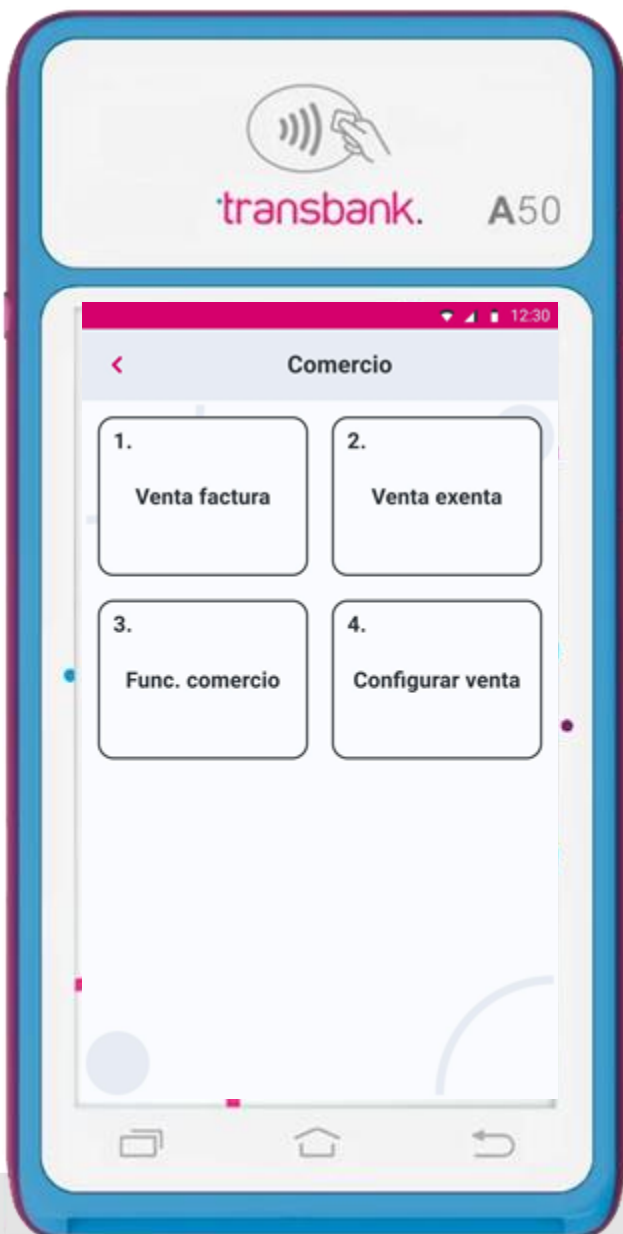 transbank. A50
12:30
Comercio
1. 2.
Venta factura Venta exenta
3. 4.
Func. comercio Configurar venta